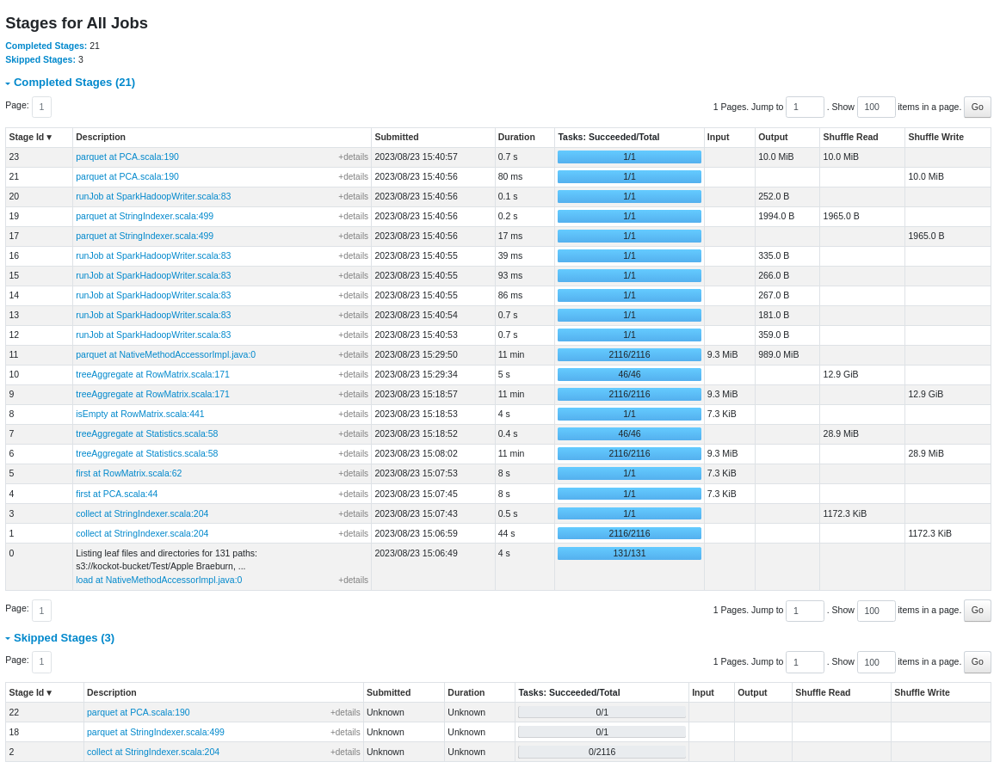 Stages for All Jobs
Completed Stages: 21
Skipped Stages: 3
Completed Stages (21)
Page: 1 1 Pages. Jump to 1 . Show 100 items in a page. Go
Stage Id ▾ Description Submitted Duration Tasks: Succeeded/Total Input Output Shuffle Read Shuffle Write
23 parquet at PCA.scala:190 +details 2023/08/23 15:40:57 0.7 s 1/1 10.0 MiB 10.0 MiB
21 parquet at PCA.scala:190 +details 2023/08/23 15:40:56 80 ms 1/1 10.0 MiB
20 runJob at SparkHadoopWriter.scala:83 +details 2023/08/23 15:40:56 0.1 s 1/1 252.0 B
19 parquet at StringIndexer.scala:499 +details 2023/08/23 15:40:56 0.2 s 1/1 1994.0 B 1965.0 B
17 parquet at StringIndexer.scala:499 +details 2023/08/23 15:40:56 17 ms 1/1 1965.0 B
16 runJob at SparkHadoopWriter.scala:83 +details 2023/08/23 15:40:55 39 ms 1/1 335.0 B
15 runJob at SparkHadoopWriter.scala:83 +details 2023/08/23 15:40:55 93 ms 1/1 266.0 B
14 runJob at SparkHadoopWriter.scala:83 +details 2023/08/23 15:40:55 86 ms 1/1 267.0 B
13 runJob at SparkHadoopWriter.scala:83 +details 2023/08/23 15:40:54 0.7 s 1/1 181.0 B
12 runJob at SparkHadoopWriter.scala:83 +details 2023/08/23 15:40:53 0.7 s 1/1 359.0 B
11 parquet at NativeMethodAccessorImpl.java:0 +details 2023/08/23 15:29:50 11 min 2116/2116 9.3 MiB 989.0 MiB
10 treeAggregate at RowMatrix.scala:171 +details 2023/08/23 15:29:34 5 s 46/46 12.9 GiB
9 treeAggregate at RowMatrix.scala:171 +details 2023/08/23 15:18:57 11 min 2116/2116 9.3 MiB 12.9 GiB
8 isEmpty at RowMatrix.scala:441 +details 2023/08/23 15:18:53 4 s 1/1 7.3 KiB
7 treeAggregate at Statistics.scala:58 +details 2023/08/23 15:18:52 0.4 s 46/46 28.9 MiB
6 treeAggregate at Statistics.scala:58 +details 2023/08/23 15:08:02 11 min 2116/2116 9.3 MiB 28.9 MiB
5 first at RowMatrix.scala:62 +details 2023/08/23 15:07:53 8 s 1/1 7.3 KiB
4 first at PCA.scala:44 +details 2023/08/23 15:07:45 8 s 1/1 7.3 KiB
3 collect at StringIndexer.scala:204 +details 2023/08/23 15:07:43 0.5 s 1/1 1172.3 KiB
1 collect at StringIndexer.scala:204 +details 2023/08/23 15:06:59 44 s 2116/2116 1172.3 KiB
0 Listing leaf files and directories for 131 paths: 2023/08/23 15:06:49 4 s 131/131
s3://kockot-bucket/Test/Apple Braeburn, ...
load at NativeMethodAccessorImpl.java:0 +details
Page: 1 1 Pages. Jump to 1 . Show 100 items in a page. Go
Skipped Stages (3)
Page: 1 1 Pages. Jump to 1 . Show 100 items in a page. Go
Stage Id ▾ Description Submitted Duration Tasks: Succeeded/Total Input Output Shuffle Read Shuffle Write
22 parquet at PCA.scala:190 +details Unknown Unknown 0/1
18 parquet at StringIndexer.scala:499 +details Unknown Unknown 0/1
2 collect at StringIndexer.scala:204 +details Unknown Unknown 0/2116